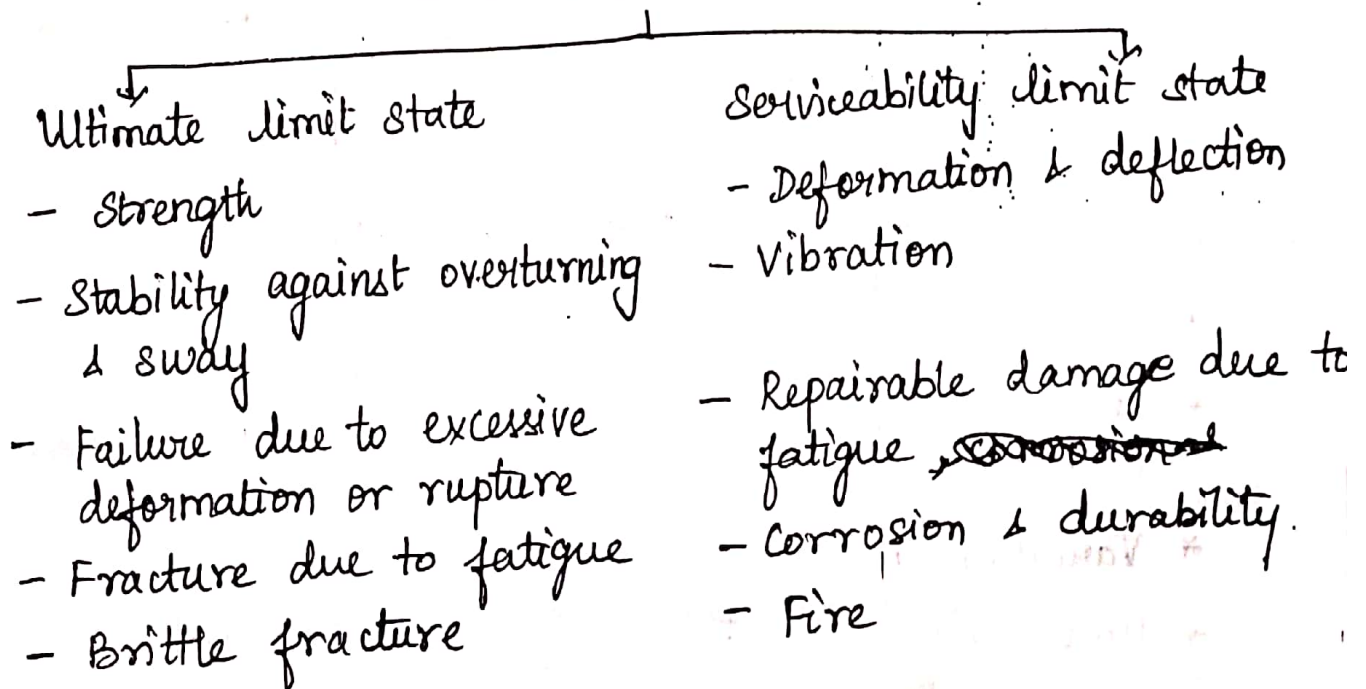 Ultimate limit state
- Strength
- Stability against overturning
& sway
- Failure due to excessive
deformation or rupture
- Fracture due to fatigue
- Brittle fracture
Serviceability limit state
- Deformation & deflection
- Vibration
- Repairable damage due to
fatigue
- Corrosion & durability.
- Fire